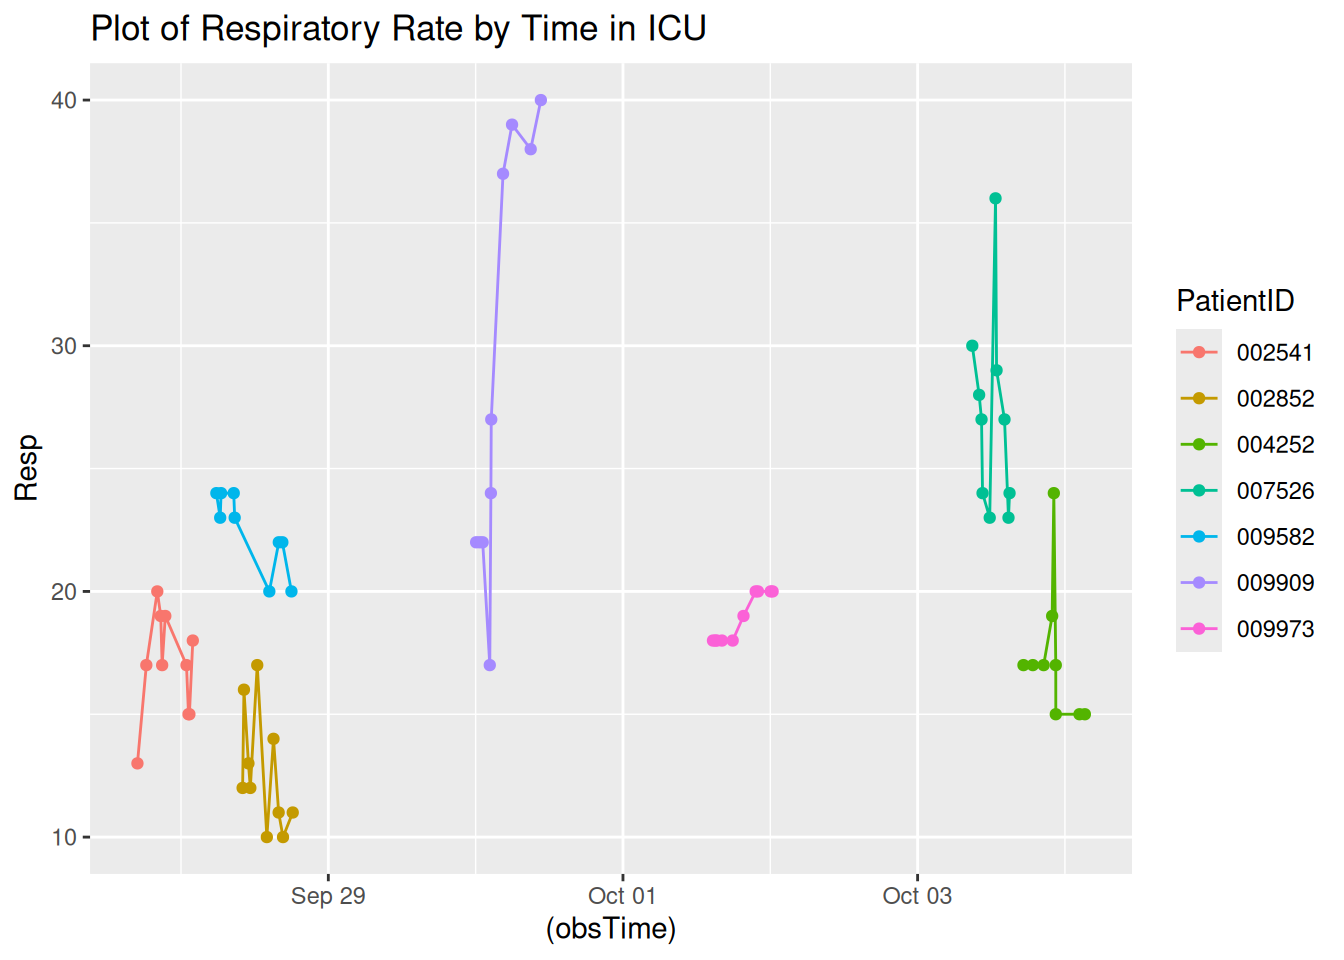 Plot of Respiratory Rate by Time in ICU
40
30
20
10
Resp
Sep 29
Oct 01
Oct 03
(obsTime)
PatientID
002541
002852
004252
007526
009582
009909
009973